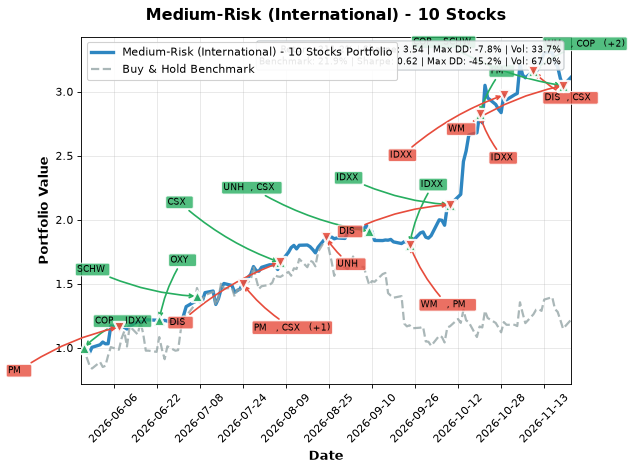 Medium-Risk (International) - 10 Stocks
COP , SCHW
, COP (+2)
Medium-Risk (International) - 10 Stocks Portfolio
: 3.54 | Max DD: -7.8% | Vol: 33.7%
Buy & Hold Benchmark
Benchmark: 21.9% | Sharpe: 0.62 | Max DD: -45.2% | Vol: 67.0%
PM
DIS , CSX
WM
IDXX
IDXX
IDXX
IDXX
UNH , CSX
CSX
DIS
OXY
UNH
SCHW
WM , PM
COP , IDXX
DIS
PM , CSX (+1)
PM
Portfolio Value
3.0
2.5
2.0
1.5
1.0
2026-06-06
2026-06-22
2026-07-08
2026-07-24
2026-08-09
2026-08-25
2026-09-10
2026-09-26
2026-10-12
2026-10-28
2026-11-13
Date